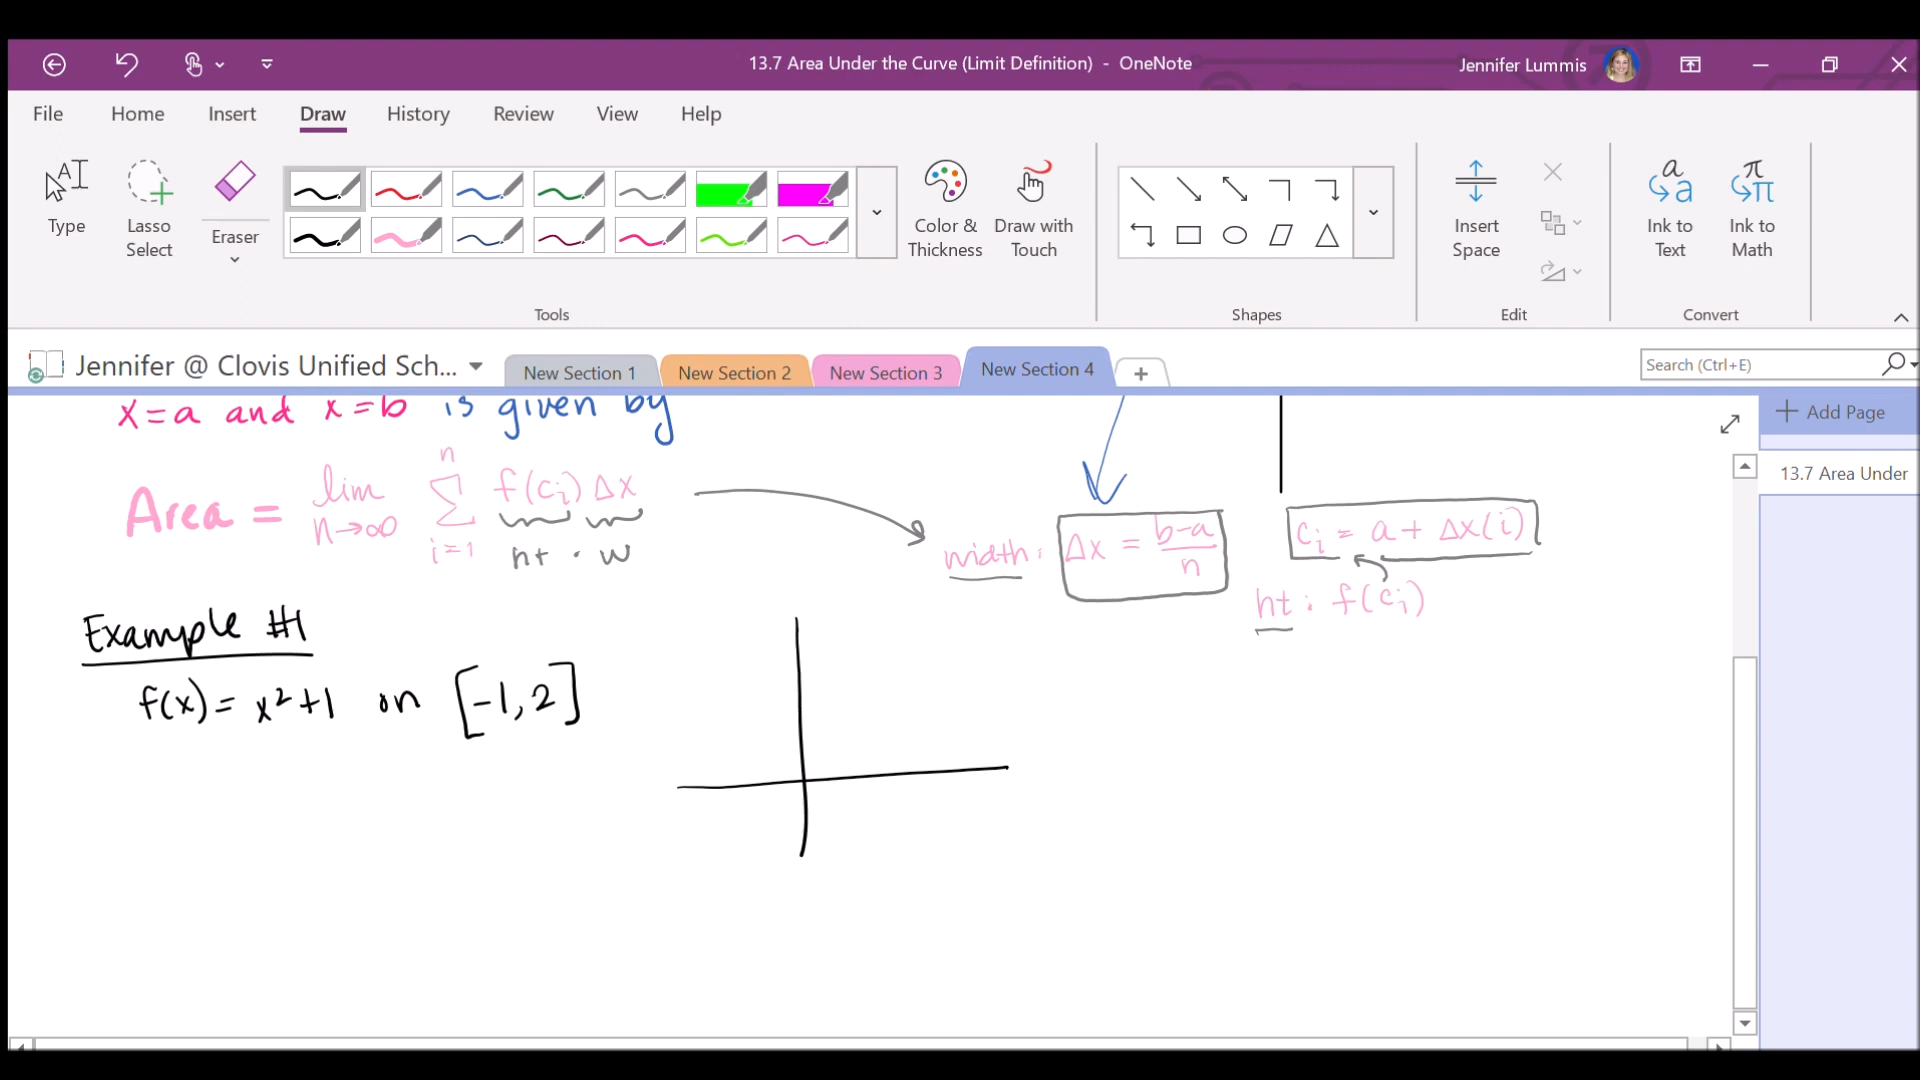 13.7 Area Under the Curve (Limit Definition) - OneNote
Jennifer Lummis
File Home Insert Draw History Review View Help
Type
Lasso Select
Eraser
Color & Thickness
Draw with Touch
Insert Space
Ink to Text
Ink to Math
Tools
Shapes
Edit
Convert
Jennifer @ Clovis Unified Sch...
New Section 1
New Section 2
New Section 3
New Section 4
+
Search (Ctrl+E)
Add Page
13.7 Area Under
x = a and x = b is given by
Area = lim n→∞ n Σ i=1 f(ci) Δx
ht · w
width: Δx = b-a / n
ci = a + Δx(i)
ht: f(ci)
Example #1
f(x) = x²+1 on [-1, 2]